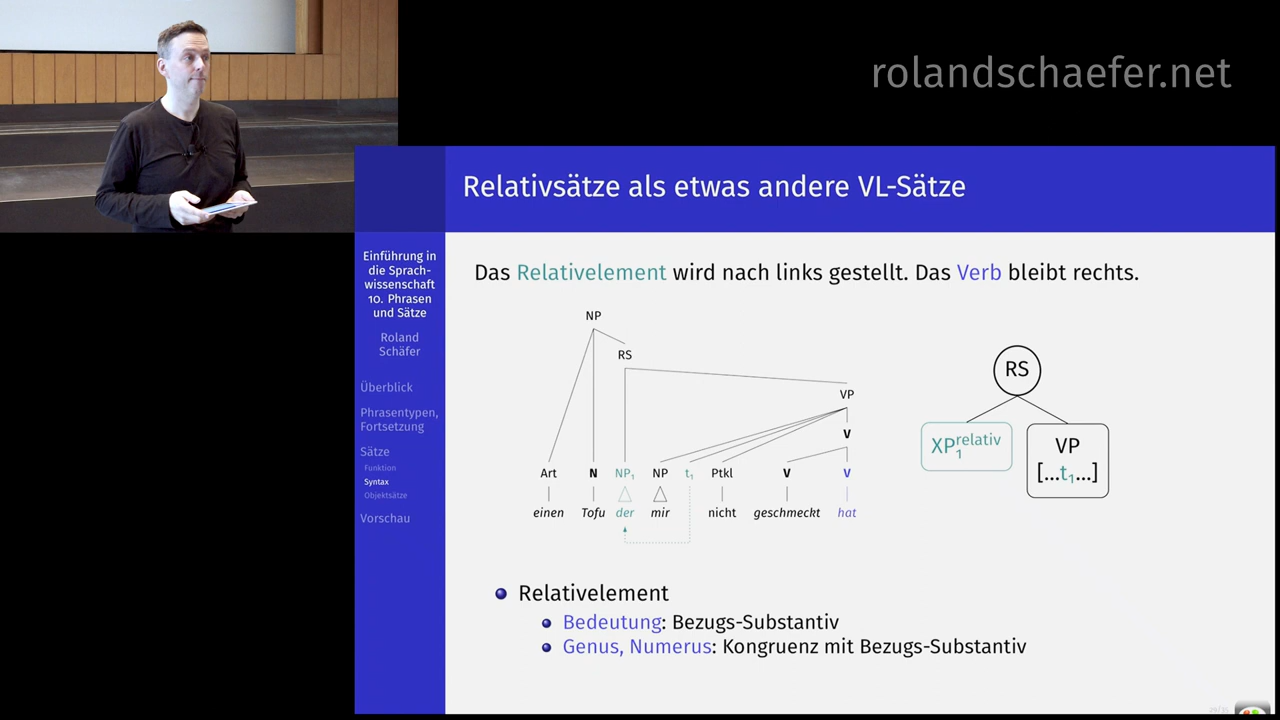 rolandschaefer.net
Relativsätze als etwas andere VL-Sätze
Einführung in
die Sprach-
wissenschaft
10. Phrasen
und Sätze
Roland
Schäfer
Überblick
Phrasentypen,
Fortsetzung
Sätze
Funktion
Syntax
Objektsätze
Vorschau
Das Relativelement wird nach links gestellt. Das Verb bleibt rechts.
NP
RS
VP
V
Art N NP₁ NP t₁ Ptkl V V
einen Tofu der mir nicht geschmeckt hat
RS
XP₁relativ
VP
[...t₁...]
Relativelement
Bedeutung: Bezugs-Substantiv
Genus, Numerus: Kongruenz mit Bezugs-Substantiv